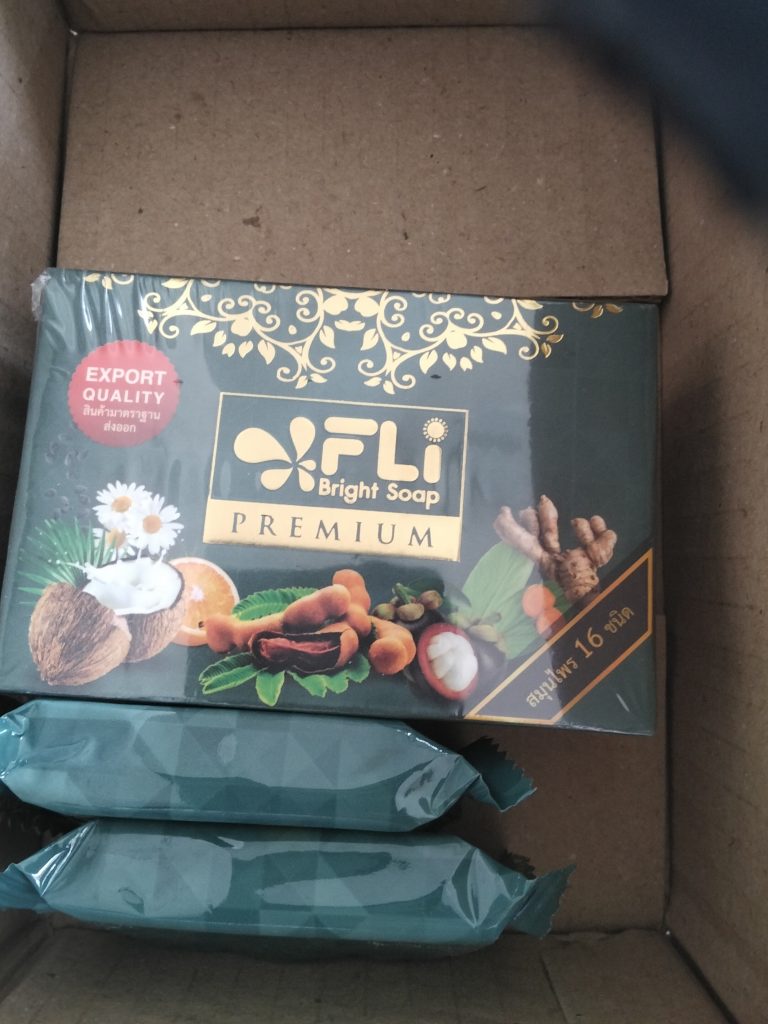 EXPORT
QUALITY
สินค้ามาตราฐาน
ส่งออก
FLi
Bright Soap
PREMIUM
สมุนไพร 16 ชนิด